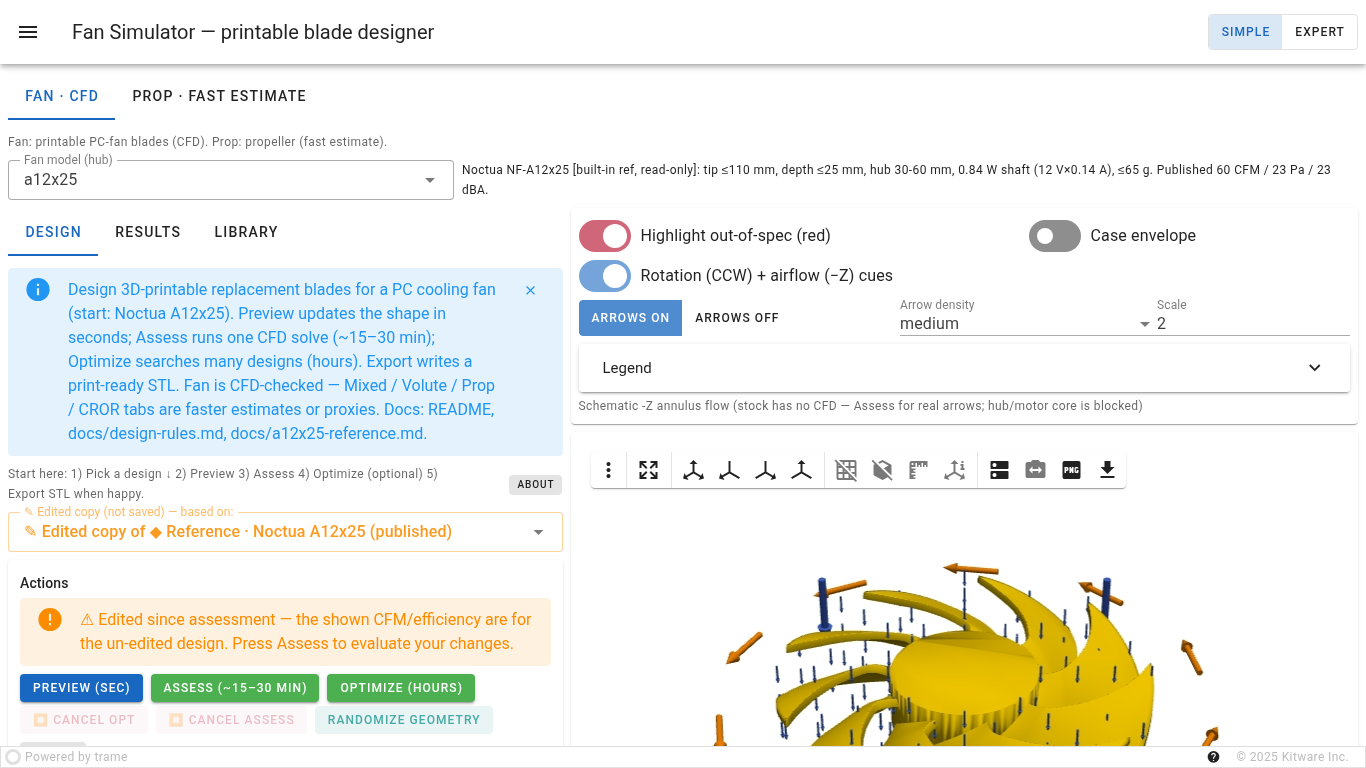 Fan Simulator — printable blade designer
SIMPLE
EXPERT
FAN · CFD
PROP · FAST ESTIMATE
Fan: printable PC-fan blades (CFD). Prop: propeller (fast estimate).
Fan model (hub)
a12x25
Noctua NF-A12x25 [built-in ref, read-only]: tip ≤110 mm, depth ≤25 mm, hub 30-60 mm, 0.84 W shaft (12 V×0.14 A), ≤65 g. Published 60 CFM / 23 Pa / 23
dBA.
DESIGN
RESULTS
LIBRARY
Design 3D-printable replacement blades for a PC cooling fan
(start: Noctua A12x25). Preview updates the shape in
seconds; Assess runs one CFD solve (~15–30 min);
Optimize searches many designs (hours). Export writes a
print-ready STL. Fan is CFD-checked — Mixed / Volute / Prop
/ CROR tabs are faster estimates or proxies. Docs: README,
docs/design-rules.md, docs/a12x25-reference.md.
Start here: 1) Pick a design ↓ 2) Preview 3) Assess 4) Optimize (optional) 5)
Export STL when happy.
ABOUT
✎ Edited copy (not saved) — based on:
✎ Edited copy of ◆ Reference · Noctua A12x25 (published)
Actions
⚠ Edited since assessment — the shown CFM/efficiency are for
the un-edited design. Press Assess to evaluate your changes.
PREVIEW (SEC)
ASSESS (~15–30 MIN)
OPTIMIZE (HOURS)
CANCEL OPT
CANCEL ASSESS
RANDOMIZE GEOMETRY
Highlight out-of-spec (red)
Case envelope
Rotation (CCW) + airflow (−Z) cues
ARROWS ON
ARROWS OFF
Arrow density
medium
Scale
2
Legend
Schematic -Z annulus flow (stock has no CFD — Assess for real arrows; hub/motor core is blocked)
PNG
Powered by trame
© 2025 Kitware Inc.